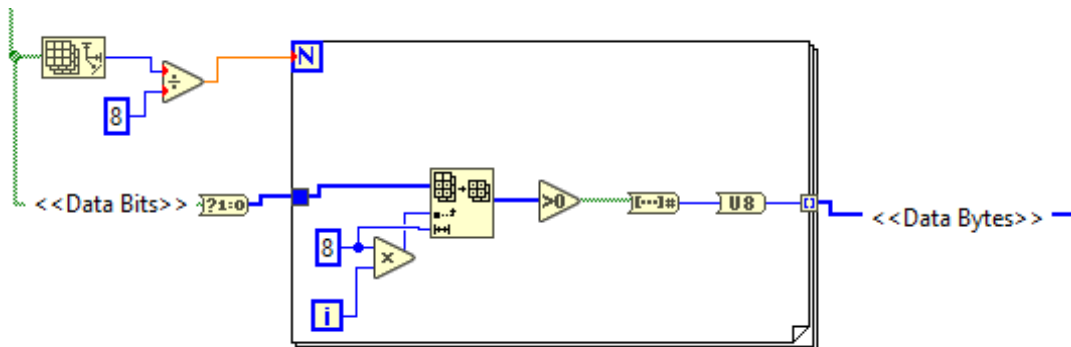 N
÷
8
<<Data Bits>> ?1:0
>0 [...]# U8
<<Data Bytes>>
8
×
i